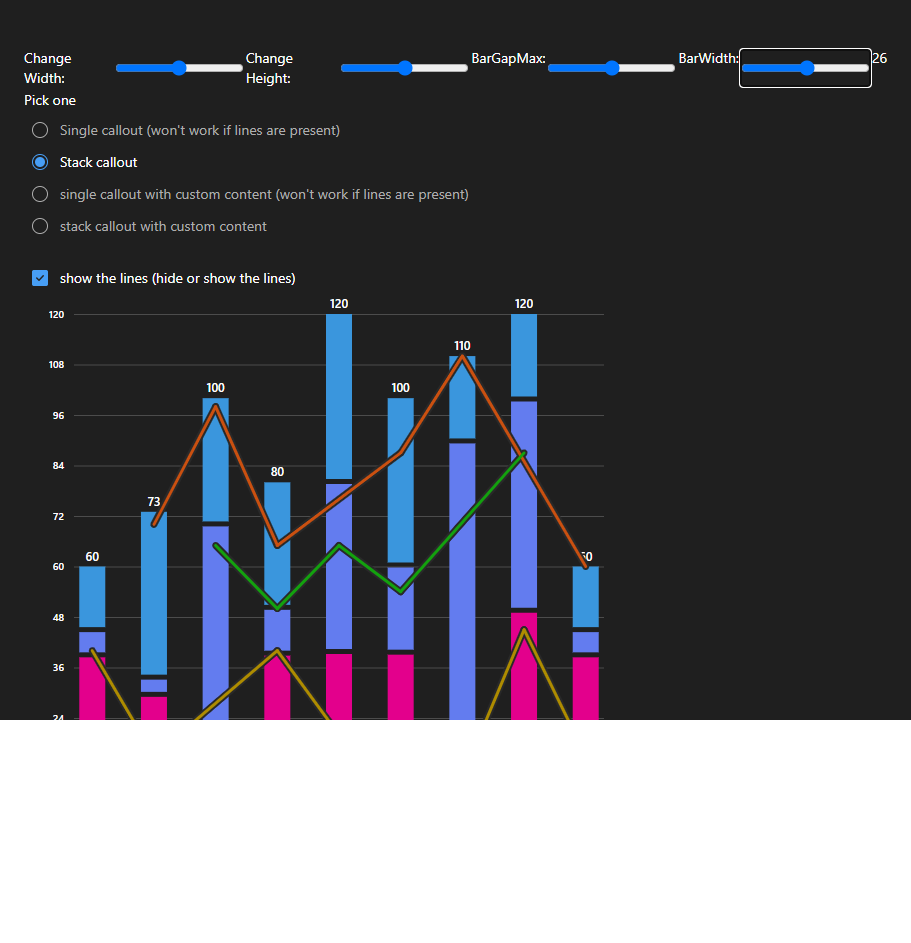 Change Width:
Change Height:
BarGapMax:
BarWidth:
26
Pick one
Single callout (won't work if lines are present)
Stack callout
single callout with custom content (won't work if lines are present)
stack callout with custom content
show the lines (hide or show the lines)
120 120
120
110
108
100 100
96
84
80
73
72
60
60
48
36
24